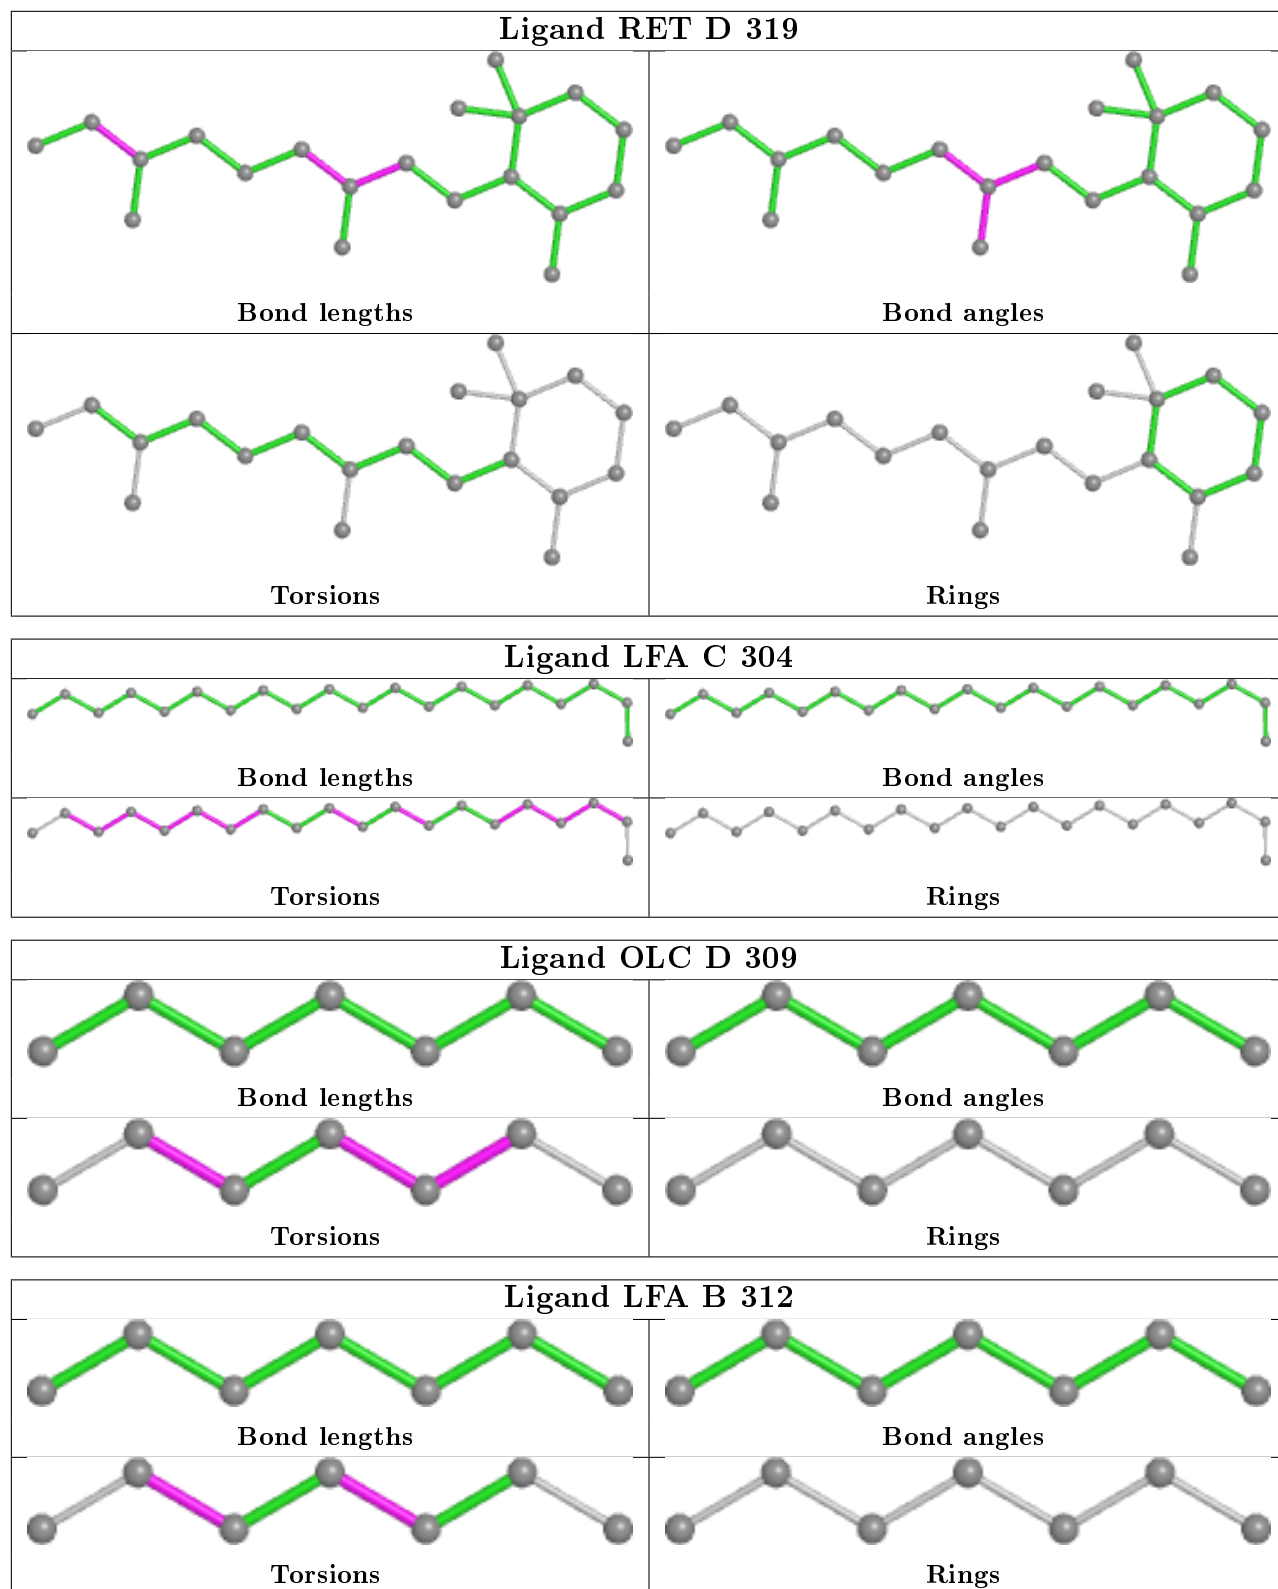 Ligand RET D 319
Bond lengths
Bond angles
Torsions
Rings
Ligand LFA C 304
Bond lengths
Bond angles
Torsions
Rings
Ligand OLC D 309
Bond lengths
Bond angles
Torsions
Rings
Ligand LFA B 312
Bond lengths
Bond angles
Torsions
Rings